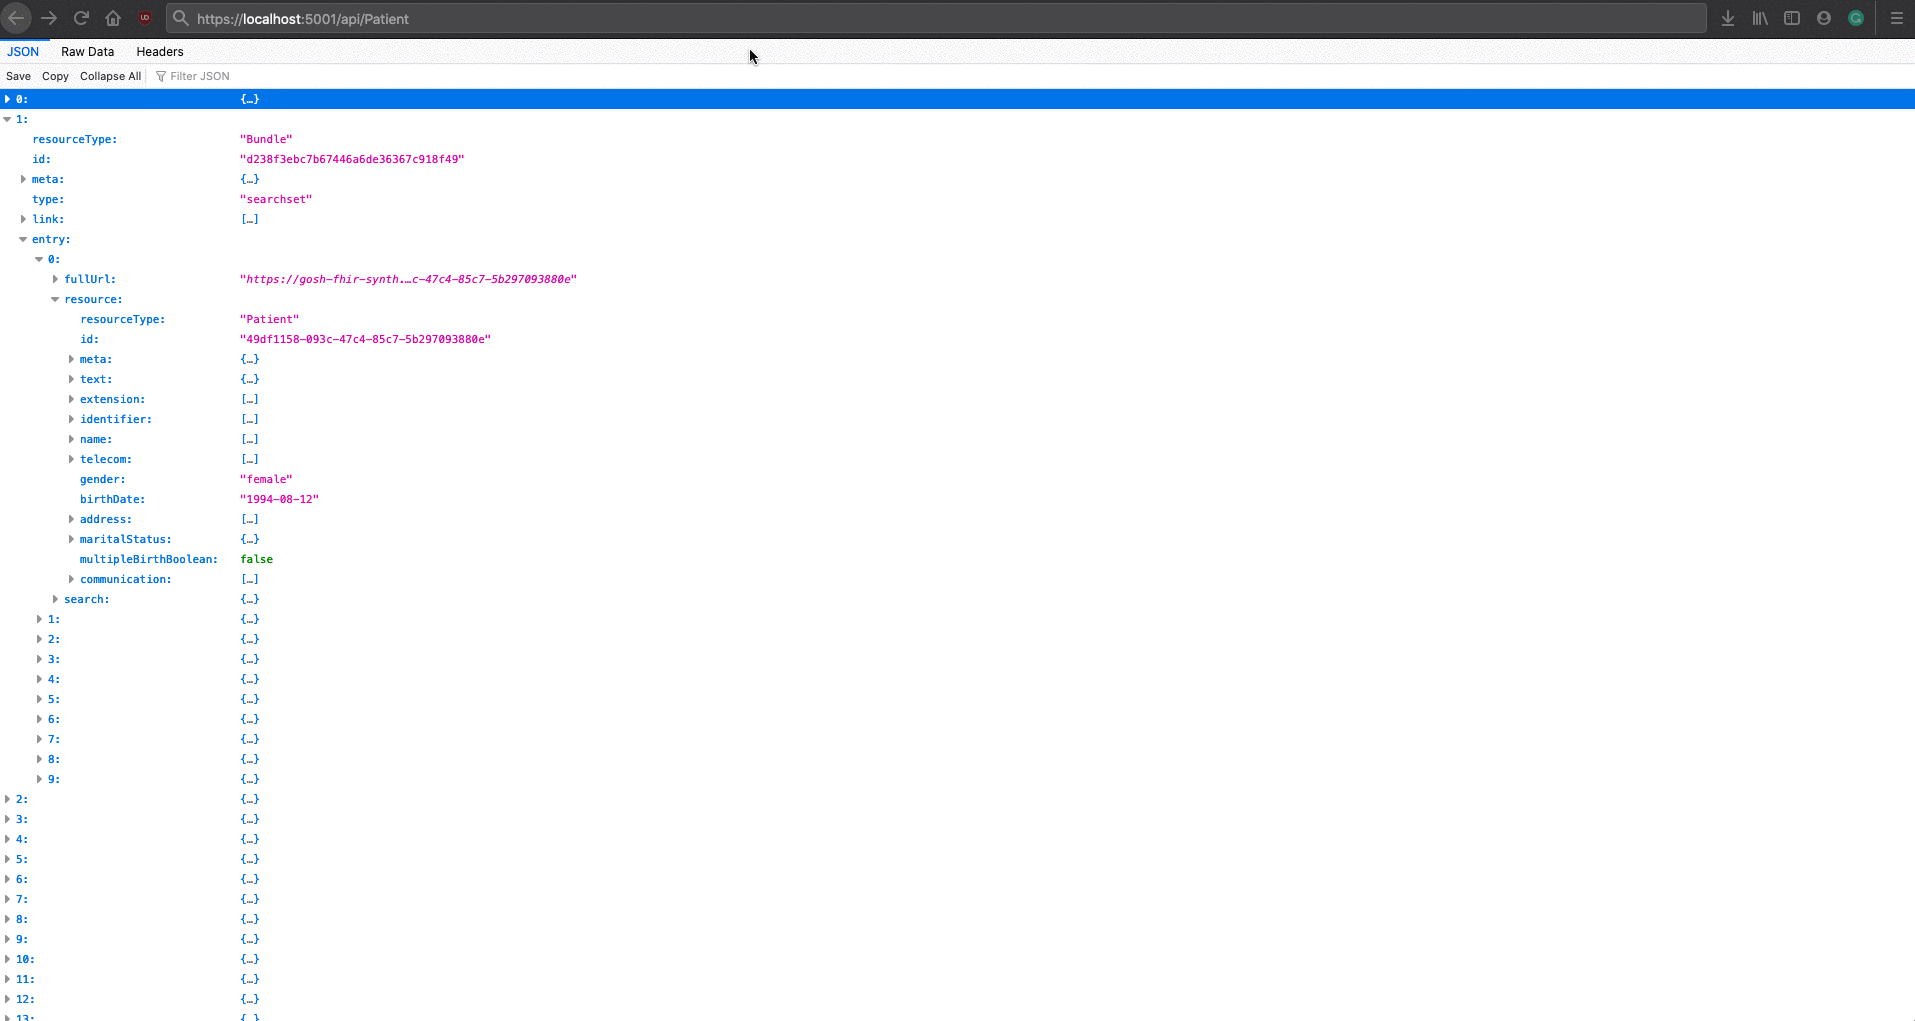 https://localhost:5001/api/Patient
JSON Raw Data Headers
Save Copy Collapse All Filter JSON
0: {…}
1:
resourceType: "Bundle"
id: "d238f3ebc7b67446a6de36367c918f49"
meta: {…}
type: "searchset"
link: […]
entry:
0:
fullUrl: "https://gosh-fhir-synth.…c-47c4-85c7-5b297093880e"
resource:
resourceType: "Patient"
id: "49df1158-093c-47c4-85c7-5b297093880e"
meta: {…}
text: {…}
extension: […]
identifier: […]
name: […]
telecom: […]
gender: "female"
birthDate: "1994-08-12"
address: […]
maritalStatus: {…}
multipleBirthBoolean: false
communication: […]
search: {…}
1: {…}
2: {…}
3: {…}
4: {…}
5: {…}
6: {…}
7: {…}
8: {…}
9: {…}
2: {…}
3: {…}
4: {…}
5: {…}
6: {…}
7: {…}
8: {…}
9: {…}
10: {…}
11: {…}
12: {…}
13: {…}